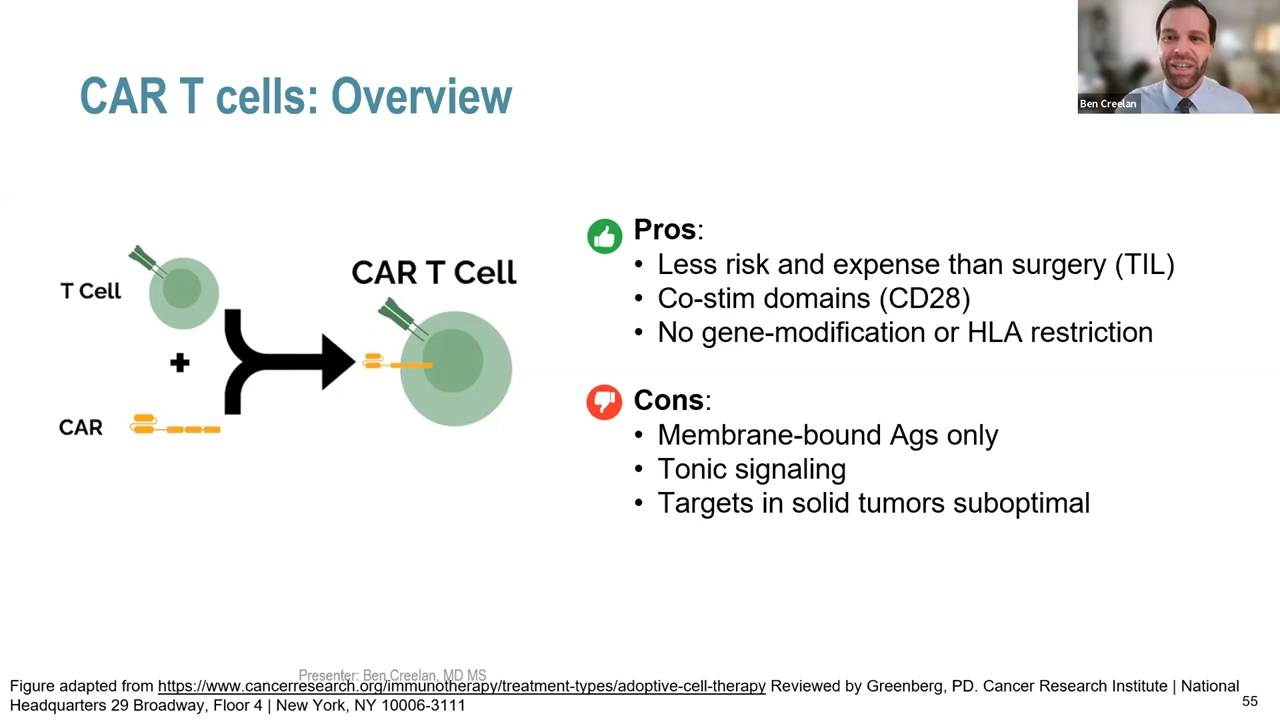 CAR T cells: Overview
Ben Creelan
Pros:
• Less risk and expense than surgery (TIL)
• Co-stim domains (CD28)
• No gene-modification or HLA restriction
CAR T Cell
T Cell
+
CAR
Cons:
• Membrane-bound Ags only
• Tonic signaling
• Targets in solid tumors suboptimal
Presenter: Ben Creelan, MD MS
Figure adapted from https://www.cancerresearch.org/immunotherapy/treatment-types/adoptive-cell-therapy Reviewed by Greenberg, PD. Cancer Research Institute | National
Headquarters 29 Broadway, Floor 4 | New York, NY 10006-3111
55